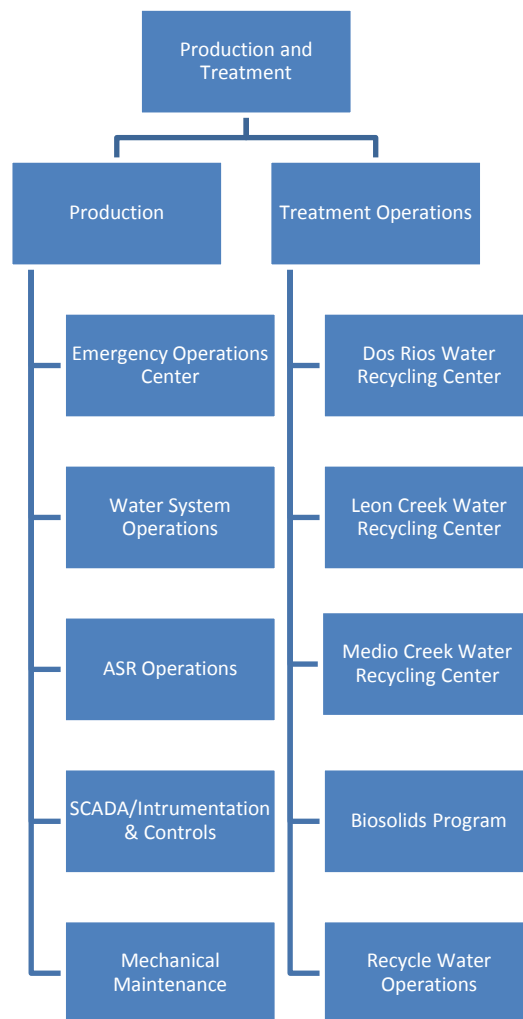 Production and
Treatment
Production
Treatment Operations
Emergency Operations
Center
Dos Rios Water
Recycling Center
Water System
Operations
Leon Creek Water
Recycling Center
ASR Operations
Medio Creek Water
Recycling Center
SCADA/Intrumentation
& Controls
Biosolids Program
Mechanical
Maintenance
Recycle Water
Operations